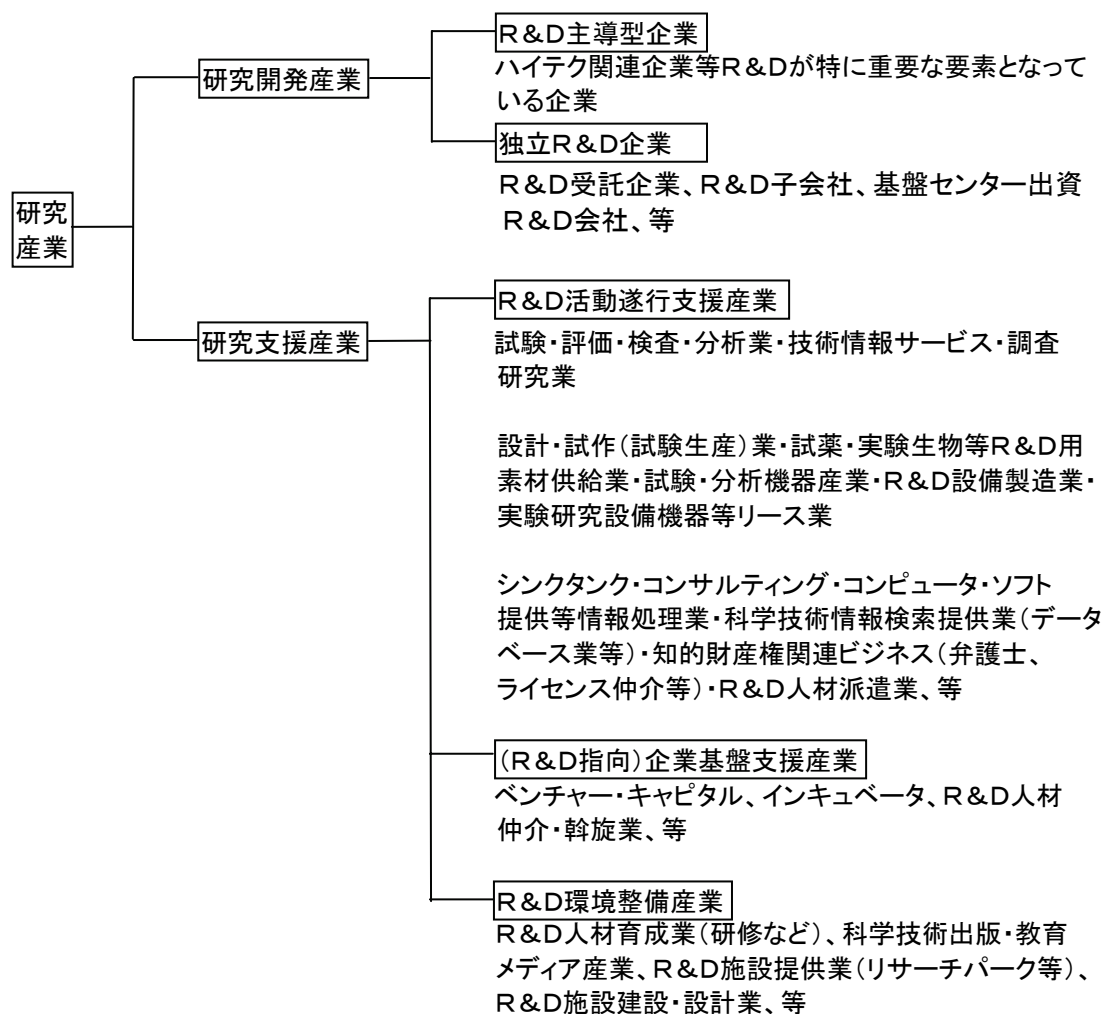 研究
産業
研究開発産業
R&D主導型企業
ハイテク関連企業等R&Dが特に重要な要素となって
いる企業
独立R&D企業
R&D受託企業、R&D子会社、基盤センター出資
R&D会社、等
研究支援産業
R&D活動遂行支援産業
試験・評価・検査・分析業・技術情報サービス・調査
研究業
設計・試作(試験生産)業・試薬・実験生物等R&D用
素材供給業・試験・分析機器産業・R&D設備製造業・
実験研究設備機器等リース業
シンクタンク・コンサルティング・コンピュータ・ソフト
提供等情報処理業・科学技術情報検索提供業(データ
ベース業等)・知的財産権関連ビジネス(弁護士、
ライセンス仲介等)・R&D人材派遣業、等
(R&D指向)企業基盤支援産業
ベンチャー・キャピタル、インキュベータ、R&D人材
仲介・斡旋業、等
R&D環境整備産業
R&D人材育成業(研修など)、科学技術出版・教育
メディア産業、R&D施設提供業(リサーチパーク等)、
R&D施設建設・設計業、等